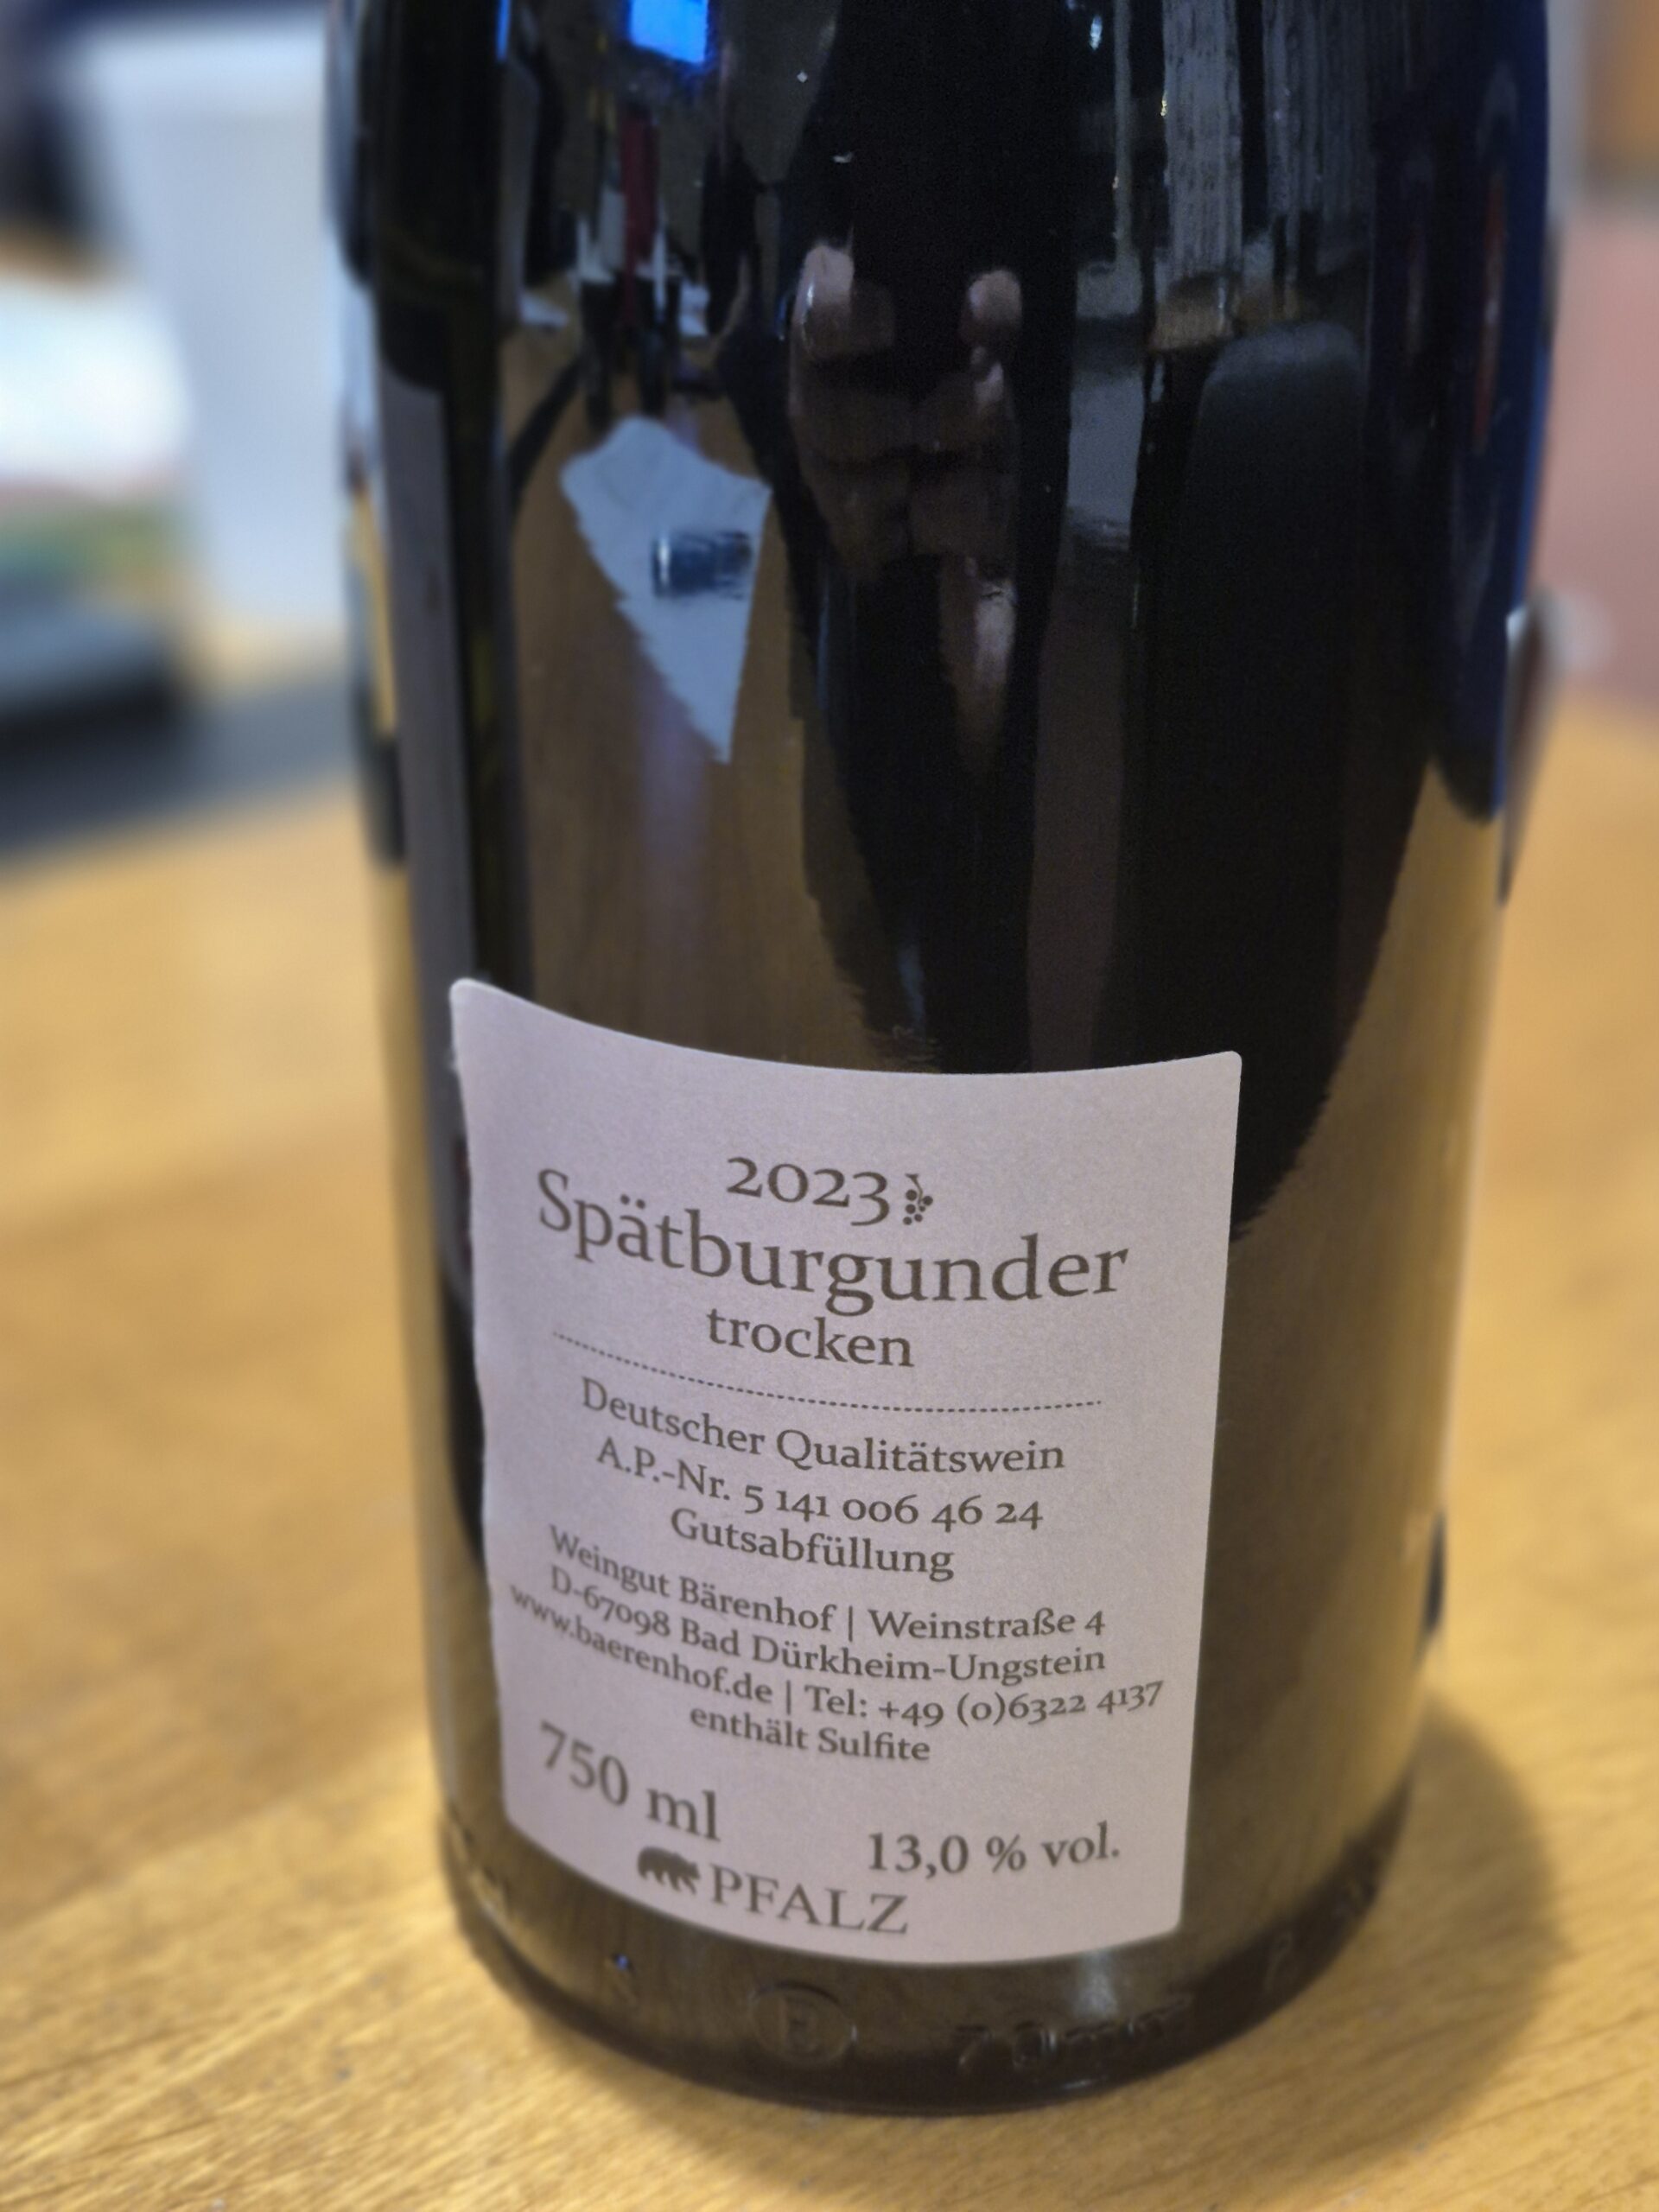 2023
Spätburgunder
trocken
Deutscher Qualitätswein
A.P.-Nr. 5 141 006 46 24
Gutsabfüllung
Weingut Bärenhof | Weinstraße 4
D-67098 Bad Dürkheim-Ungstein
www.baerenhof.de | Tel: +49 (0)6322 4137
enthält Sulfite
750 ml
13,0 % vol.
PFALZ